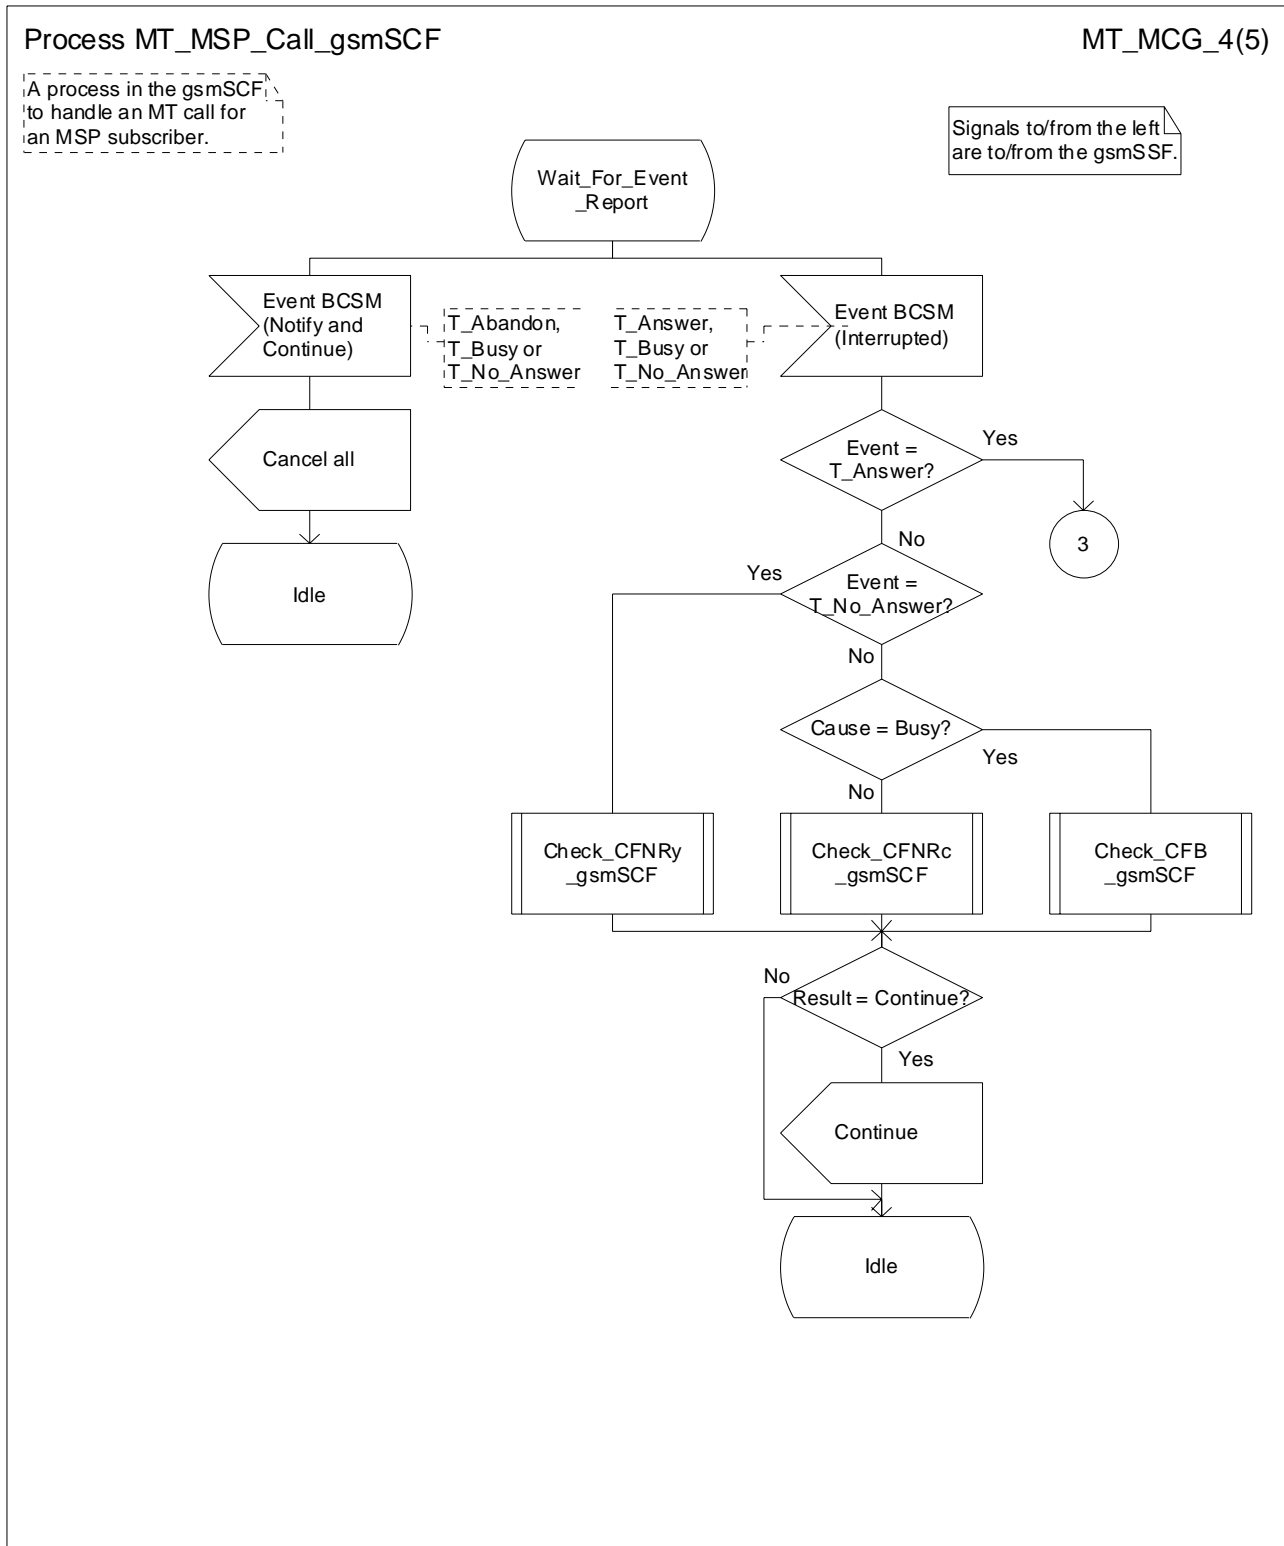 Process MT_MSP_Call_gsmSCF
MT_MCG_4(5)
A process in the gsmSCF
to handle an MT call for
an MSP subscriber.
Signals to/from the left
are to/from the gsmSSF.
Wait_For_Event
_Report
Event BCSM
(Notify and
Continue)
T_Abandon,
T_Busy or
T_No_Answer
T_Answer,
T_Busy or
T_No_Answer
Event BCSM
(Interrupted)
Cancel all
Event =
T_Answer?
Yes
3
No
Idle
Yes
Event =
T_No_Answer?
No
Cause = Busy?
Yes
No
Check_CFNRy
_gsmSCF
Check_CFNRc
_gsmSCF
Check_CFB
_gsmSCF
No
Result = Continue?
Yes
Continue
Idle